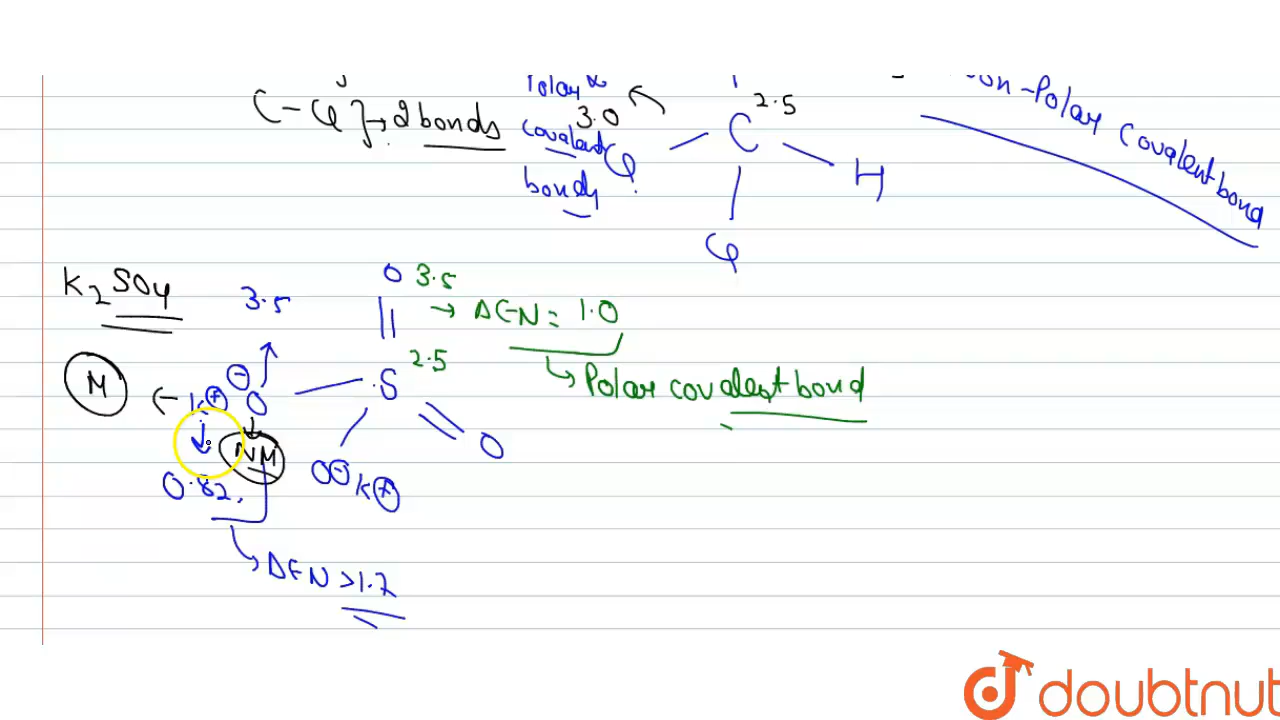 Polar
C-Cl } → 2 bonds
covalent
bonds
3.0
2.5
Cl
C
H
Cl
Non-Polar Covalent bond
K2SO4
3.5
O 3.5
→ ΔEN = 1.0
Polar covalent bond
M
K⊕
⊖
O
S 2.5
O
NM
O⊖ K⊕
0.82
ΔEN > 1.7
doubtnut